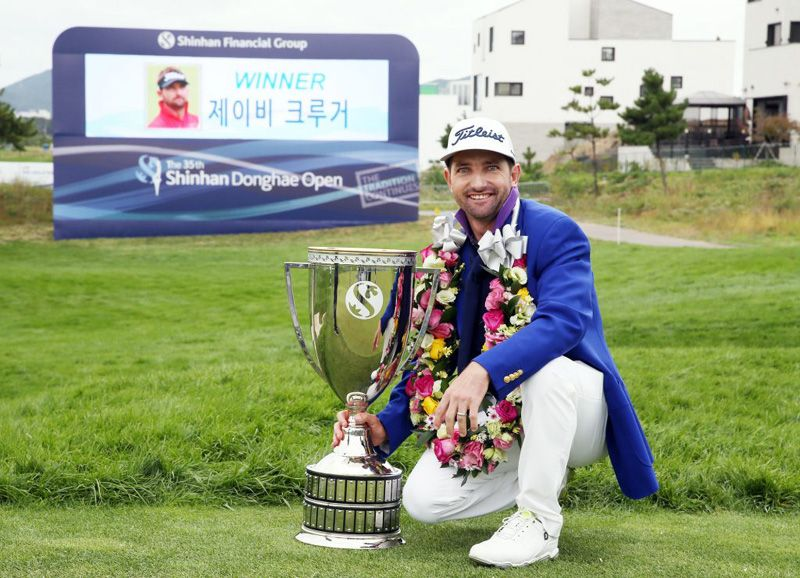 Shinhan Financial Group
WINNER
제이비 크루거
The 35th
Shinhan Donghae Open
THE
TRADITION
CONTINUES
Titleist